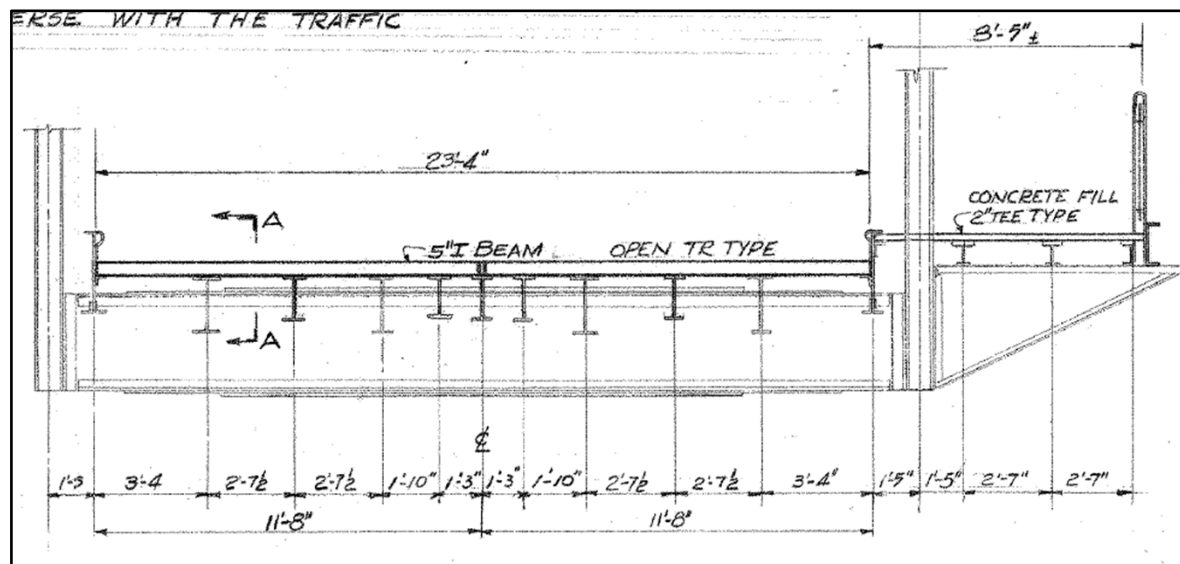 ERSE WITH THE TRAFFIC
8'-5" ±
23'-4"
A
CONCRETE FILL
2" TEE TYPE
5" I BEAM OPEN TR TYPE
A
℄
3'-4 2'-7½ 2'-7½ 1'-10" 1'-3" 1'-3" 1'-10" 2'-7½ 2'-7½ 3'-4" 1'-5" 1'-5" 2'-7" 2'-7"
11'-8" 11'-8"